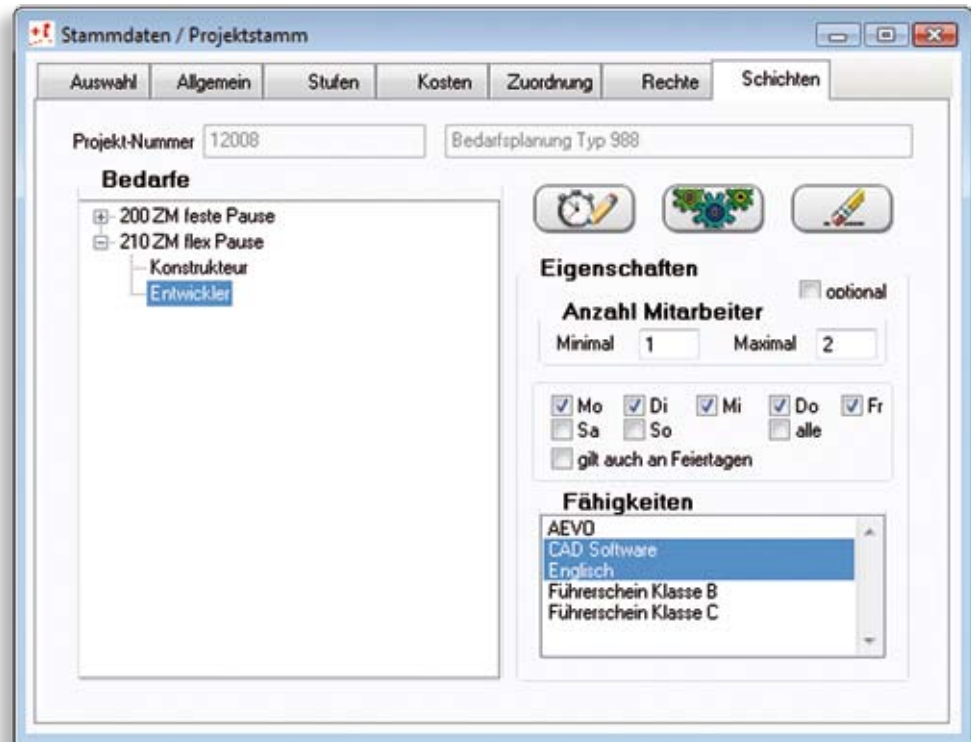 Stammdaten / Projektstamm
Auswahl Allgemein Stufen Kosten Zuordnung Rechte Schichten
Projekt-Nummer 12008 Bedarfsplanung Typ 988
Bedarfe
200 ZM feste Pause
210 ZM flex Pause
Konstrukteur
Entwickler
Eigenschaften
optional
Anzahl Mitarbeiter
Minimal 1 Maximal 2
Mo Di Mi Do Fr
Sa So alle
gilt auch an Feiertagen
Fähigkeiten
AEVO
CAD Software
Englisch
Führerschein Klasse B
Führerschein Klasse C